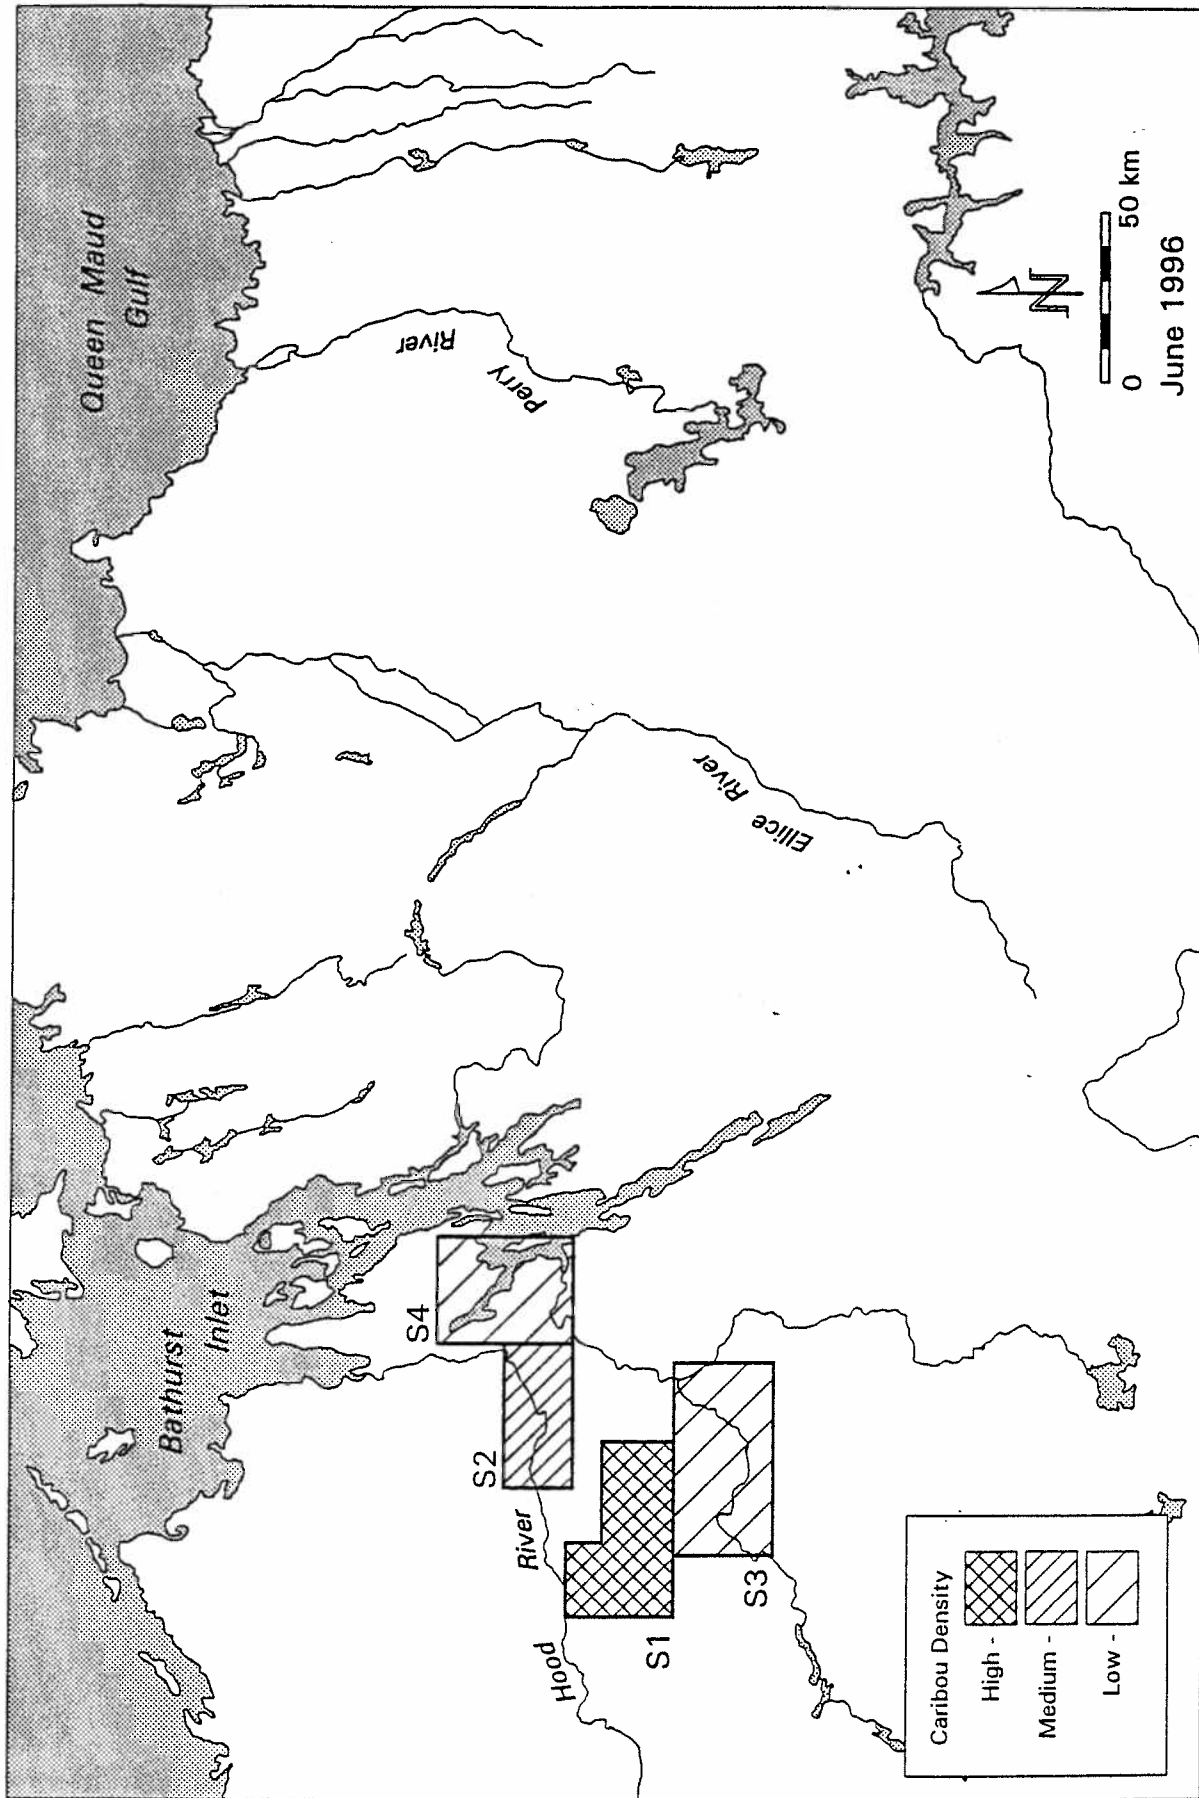 Queen Maud
Gulf
Bathurst
Inlet
Perry
River
Ellice River
S4
S2
River
Hood
S1
S3
N
0
50 km
June 1996
Caribou Density
High -
Medium -
Low -